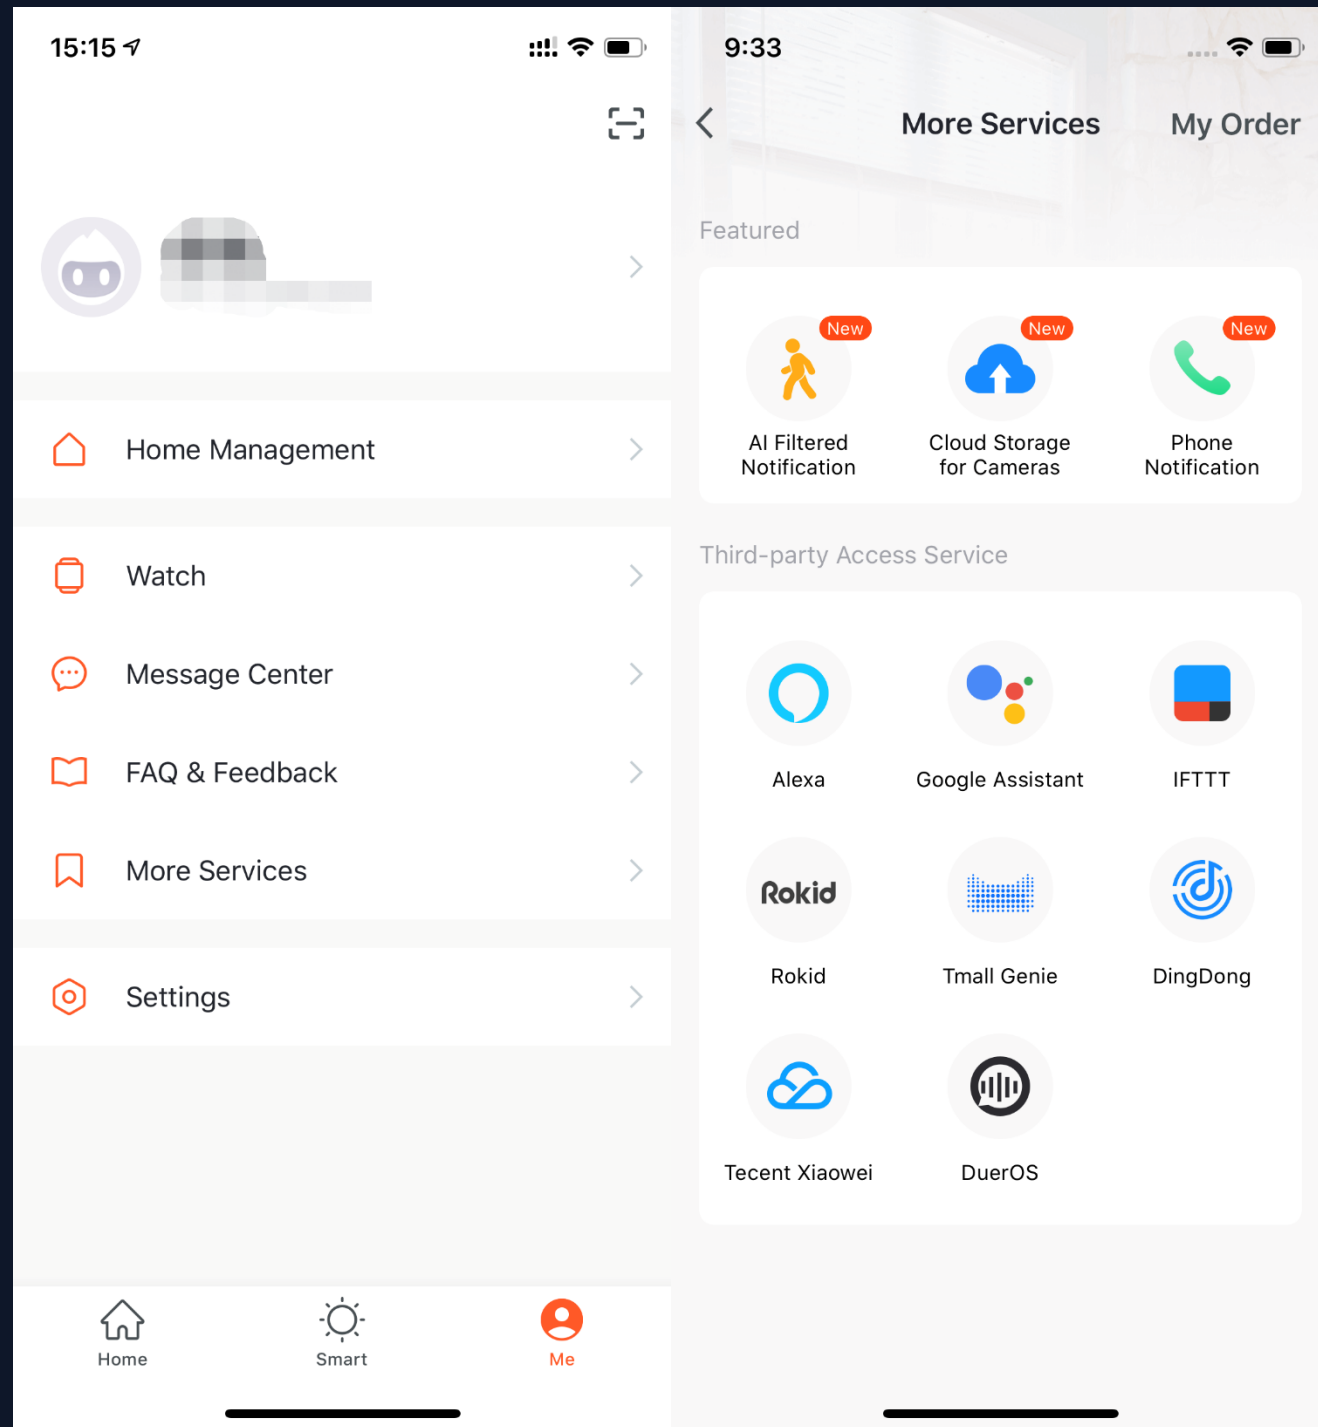 15:15
Home Management
Watch
Message Center
FAQ & Feedback
More Services
Settings
Home
Smart
Me
9:33
More Services
My Order
Featured
New
New
New
AI Filtered
Notification
Cloud Storage
for Cameras
Phone
Notification
Third-party Access Service
Alexa
Google Assistant
IFTTT
Rokid
Rokid
Tmall Genie
DingDong
Tecent Xiaowei
DuerOS